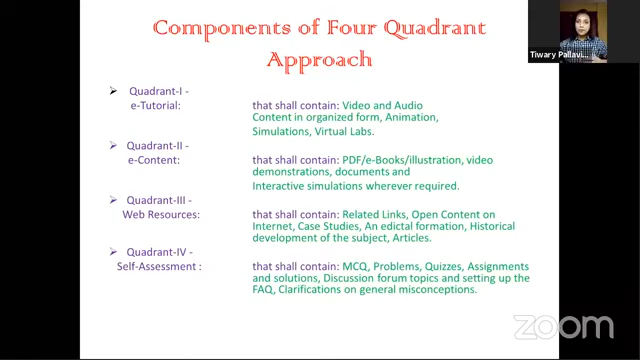 Components of Four Quadrant
Approach
Tiwary Pallavi...
➢ Quadrant-I -
e-Tutorial: that shall contain: Video and Audio
Content in organized form, Animation,
Simulations, Virtual Labs.
➢ Quadrant-II -
e-Content: that shall contain: PDF/e-Books/illustration, video
demonstrations, documents and
Interactive simulations wherever required.
➢ Quadrant-III -
Web Resources: that shall contain: Related Links, Open Content on
Internet, Case Studies, An edictal formation, Historical
development of the subject, Articles.
➢ Quadrant-IV -
Self-Assessment : that shall contain: MCQ, Problems, Quizzes, Assignments
and solutions, Discussion forum topics and setting up the
FAQ, Clarifications on general misconceptions.
zoom